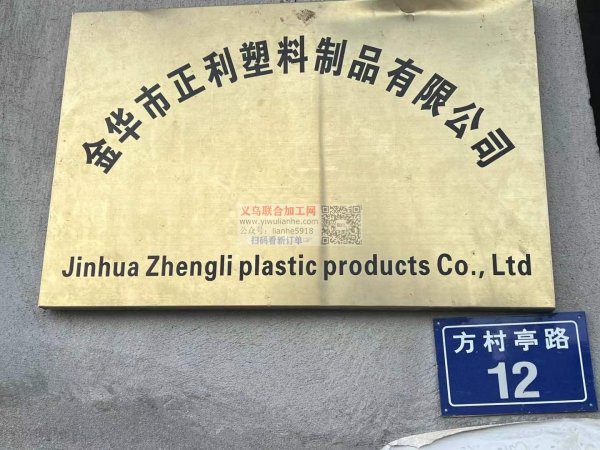 金华市正利塑料制品有限公司
义乌联合加工网
www.yiwulianhe.com
公众号：lianhe5918
扫码看新订单
Jinhua Zhengli plastic products Co., Ltd
方村亭路
12